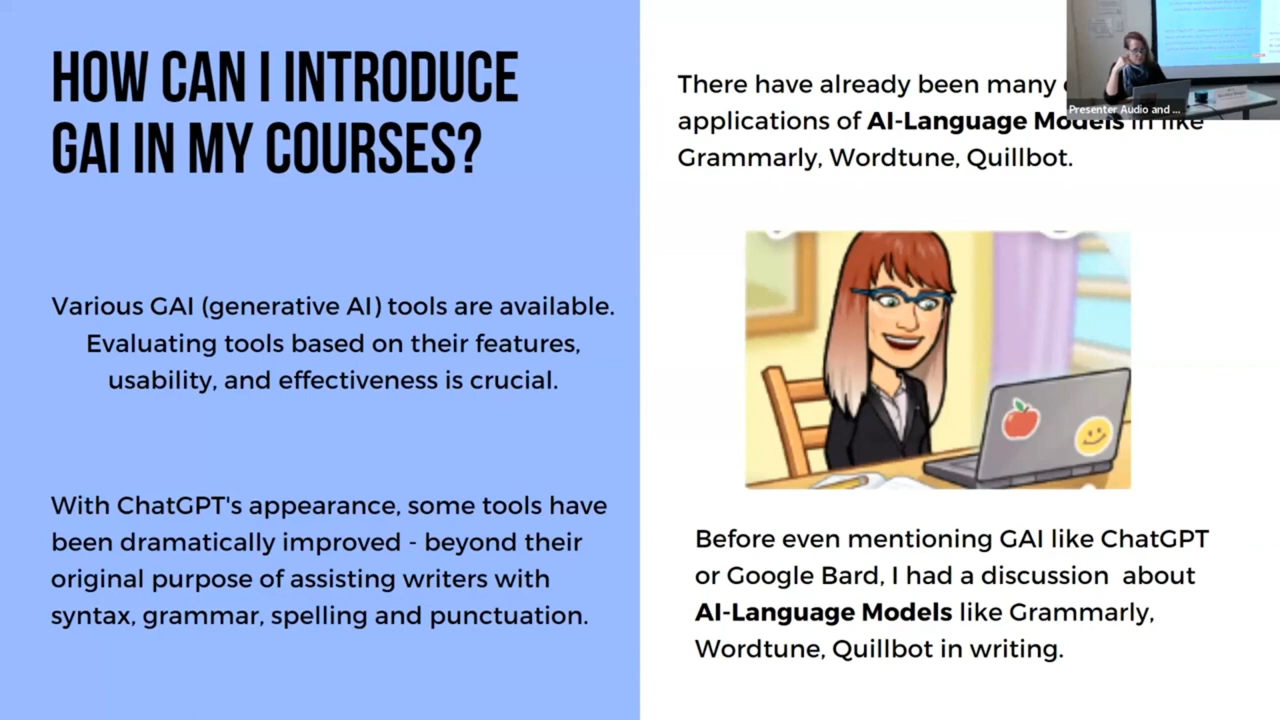 HOW CAN I INTRODUCE
GAI IN MY COURSES?
Various GAI (generative AI) tools are available.
Evaluating tools based on their features,
usability, and effectiveness is crucial.
With ChatGPT's appearance, some tools have
been dramatically improved - beyond their
original purpose of assisting writers with
syntax, grammar, spelling and punctuation.
There have already been many
applications of AI-Language Models in like
Grammarly, Wordtune, Quillbot.
Presenter Audio and ...
Before even mentioning GAI like ChatGPT
or Google Bard, I had a discussion about
AI-Language Models like Grammarly,
Wordtune, Quillbot in writing.